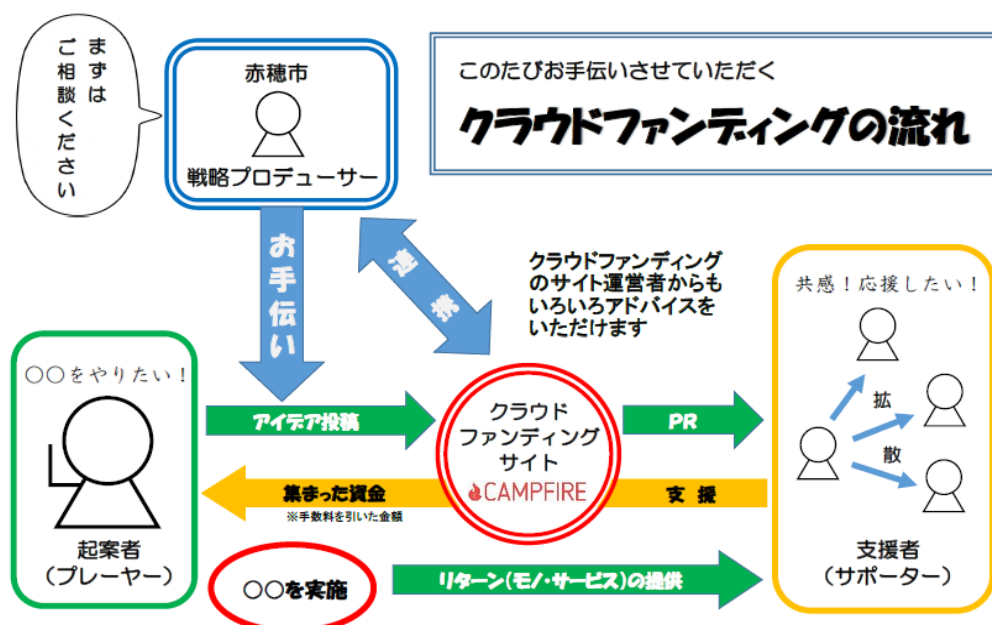 まずは
ご相談ください
赤穂市
戦略プロデューサー
このたびお手伝いさせていただく
クラウドファンディングの流れ
お手伝い
連携
クラウドファンディング
のサイト運営者からも
いろいろアドバイスを
いただけます
共感！応援したい！
拡
散
支援者
（サポーター）
〇〇をやりたい！
起案者
（プレーヤー）
アイデア投稿
クラウド
ファンディング
サイト
CAMPFIRE
PR
集まった資金
※手数料を引いた金額
支援
〇〇を実施
リターン（モノ・サービス）の提供